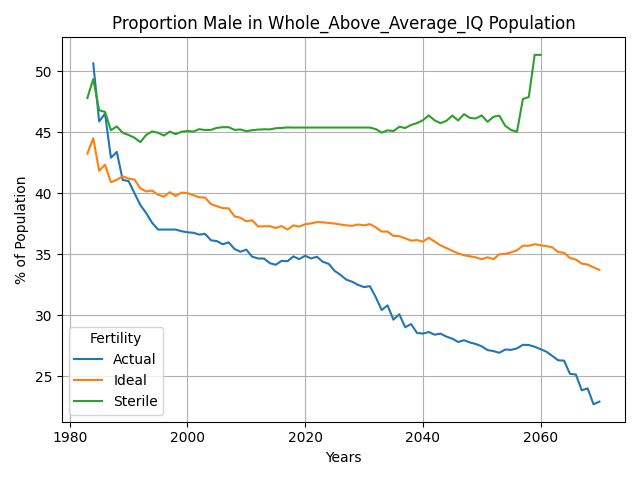 Proportion Male in Whole_Above_Average_IQ Population
% of Population
50
45
40
35
30
25
Fertility
Actual
Ideal
Sterile
1980
2000
2020
2040
2060
Years